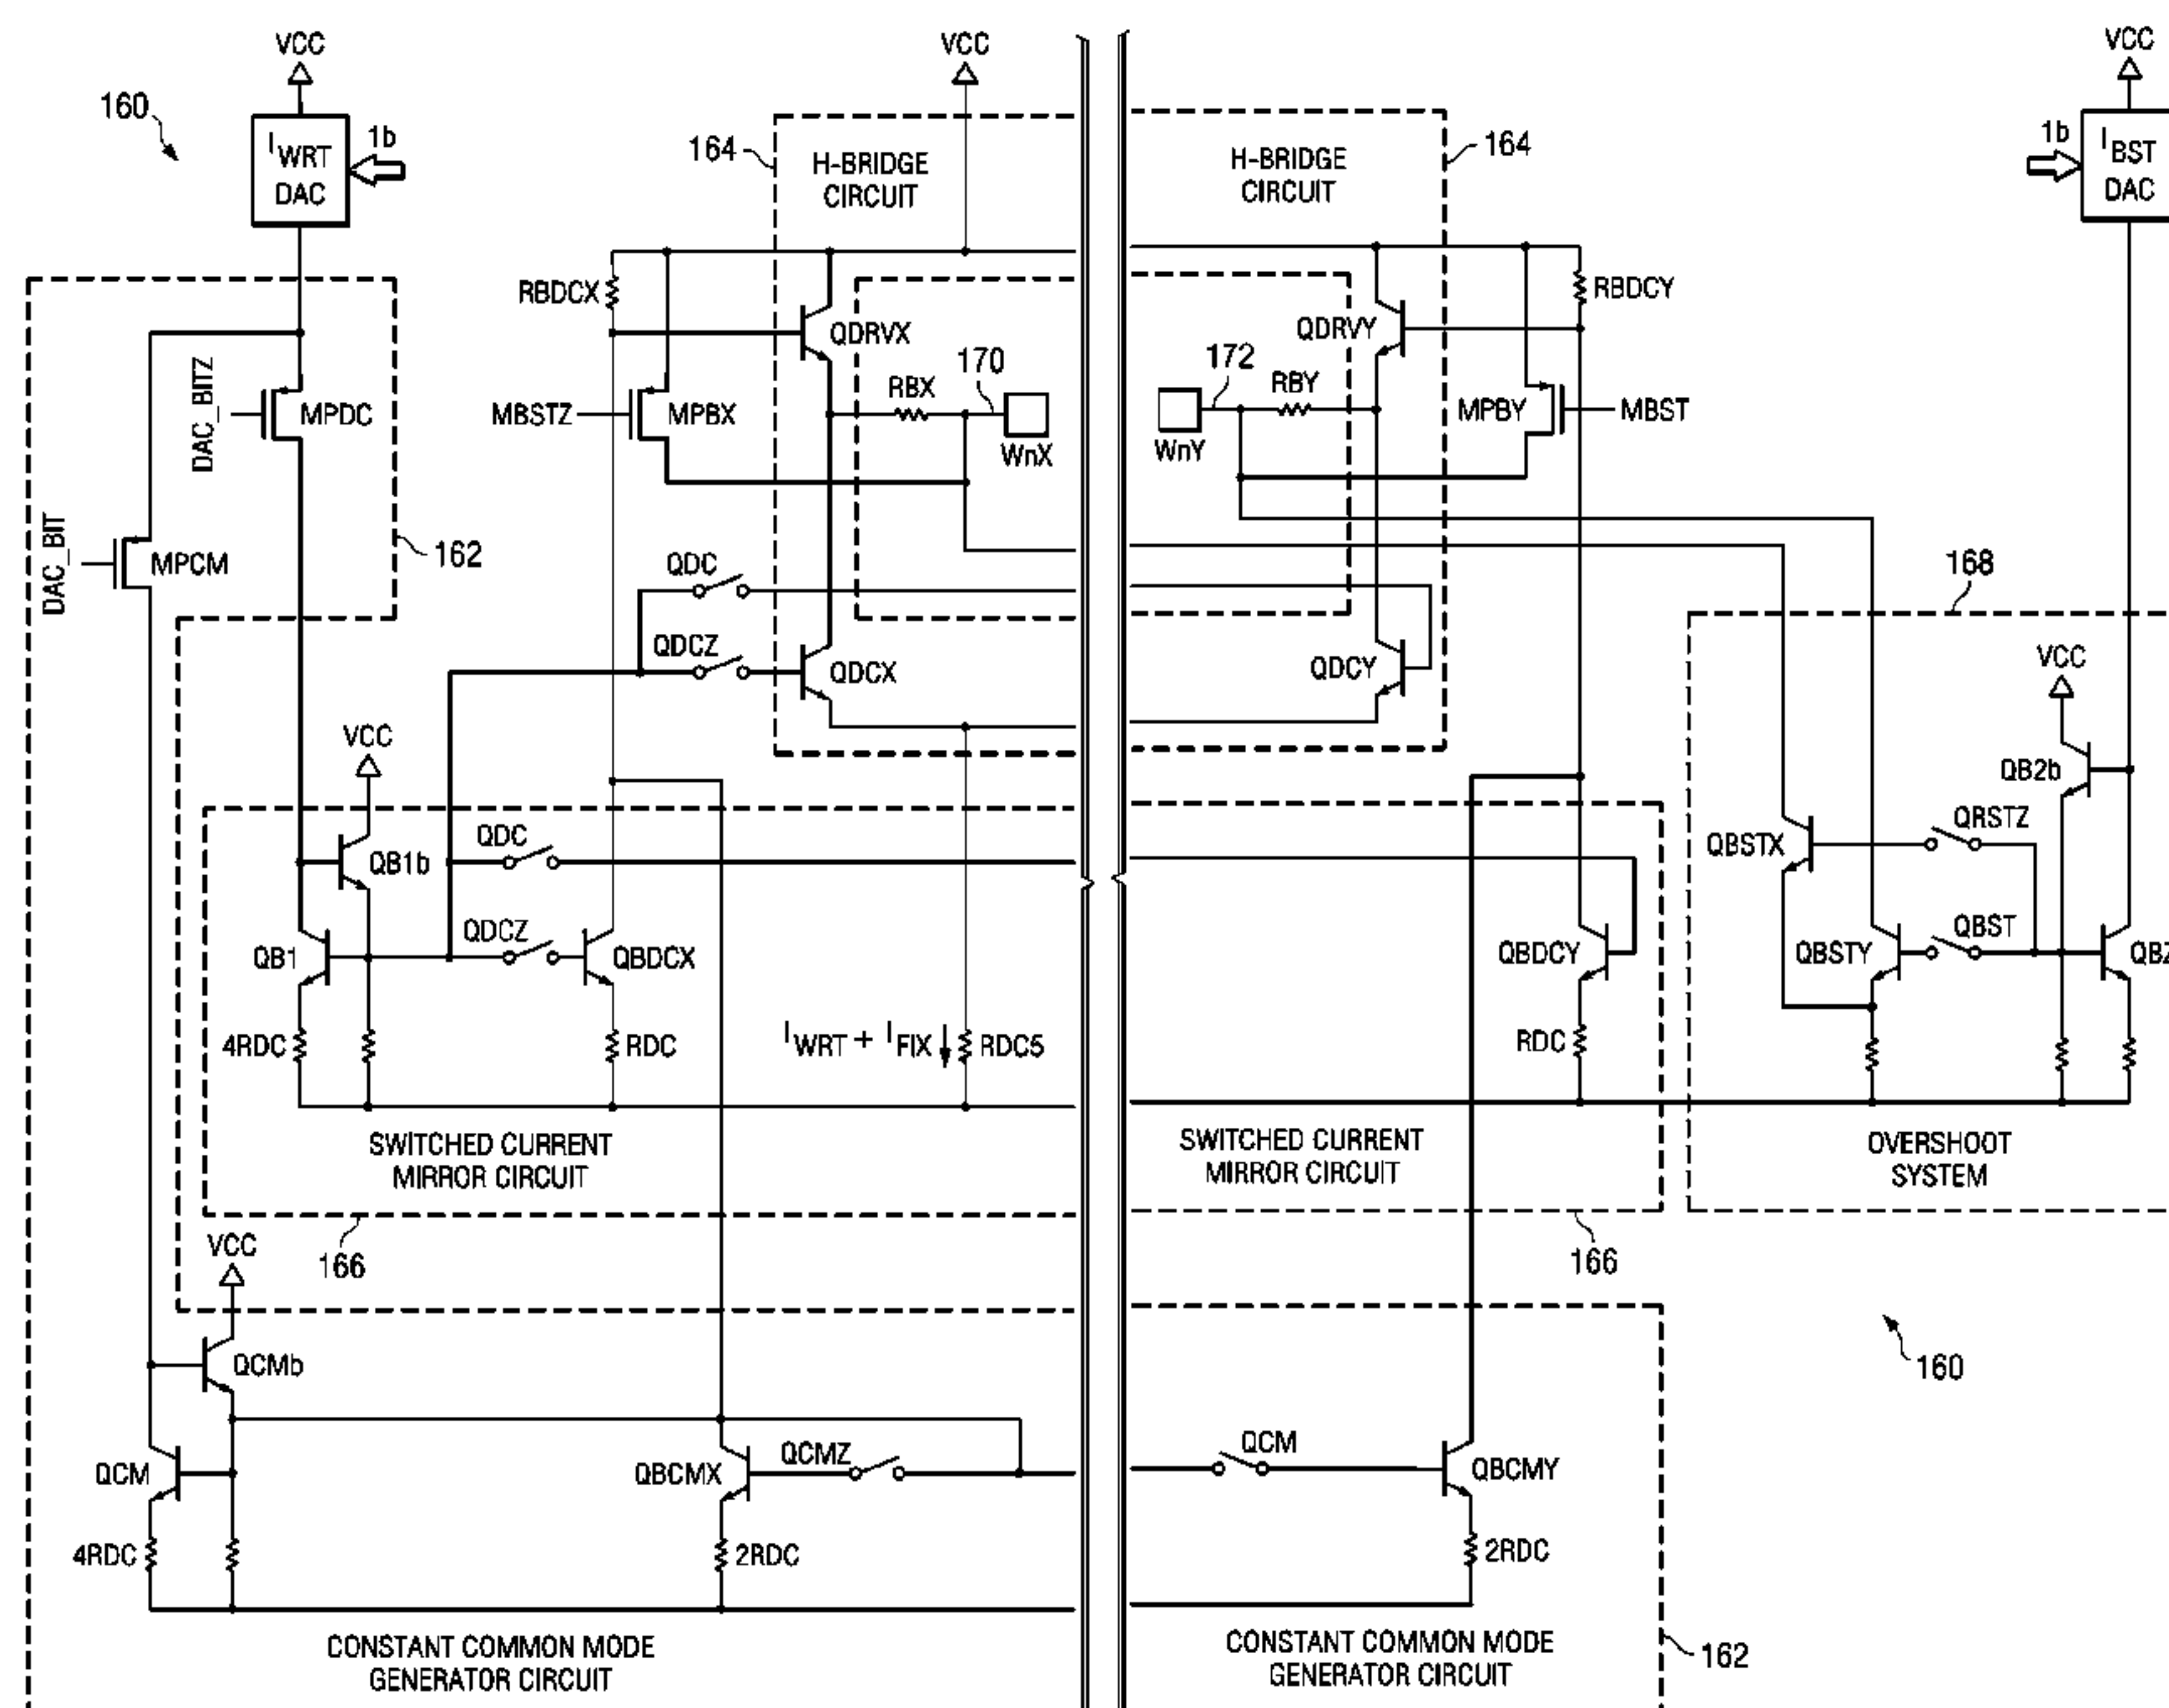 VCC
VCC
VCC
160
I WRT DAC
1b
164
H-BRIDGE
CIRCUIT
H-BRIDGE
CIRCUIT
164
1b
I BST DAC
RBDCX
QDRVX
QDRVY
RBDCY
DAC_BITZ
MPDC
MBSTZ
MPBX
RBX
170
WnX
172
RBY
WnY
MPBY
MBST
DAC_BIT
MPCM
162
QDC
168
QDCZ
QDCX
QDCY
VCC
VCC
QB2b
QDC
QB1b
QBSTX
QRSTZ
QB1
QDCZ
QBDCX
QBDCY
QBSTY
QBST
4RDC
RDC
I WRT + I FIX
RDC5
RDC
SWITCHED CURRENT
MIRROR CIRCUIT
SWITCHED CURRENT
MIRROR CIRCUIT
OVERSHOOT
SYSTEM
VCC
166
166
QCMb
160
QCM
QBCMX
QCMZ
QCM
QBCMY
4RDC
2RDC
2RDC
CONSTANT COMMON MODE
GENERATOR CIRCUIT
CONSTANT COMMON MODE
GENERATOR CIRCUIT
162